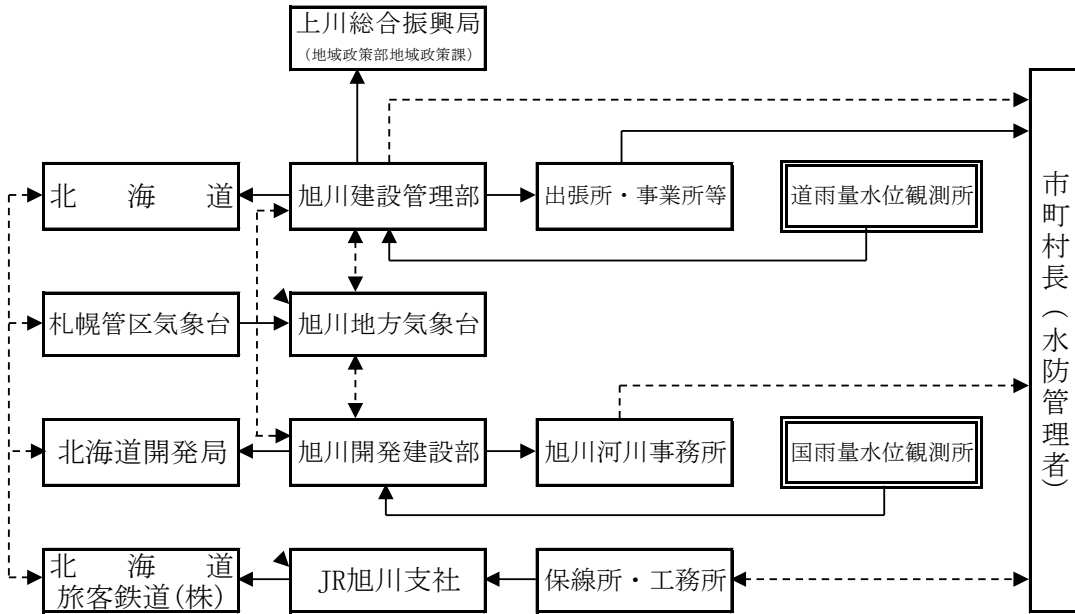 上川総合振興局
(地域政策部地域政策課)
北海道
旭川建設管理部
出張所・事業所等
道雨量水位観測所
札幌管区気象台
旭川地方気象台
北海道開発局
旭川開発建設部
旭川河川事務所
国雨量水位観測所
北海道
旅客鉄道(株)
JR旭川支社
保線所・工務所
市町村長(水防管理者)